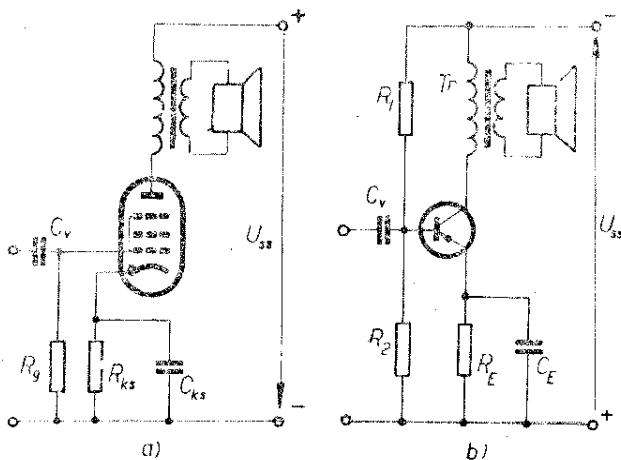 +
C_v
U_ss
R_g
R_ks
C_ks
-
a)
-
R_1
Tr
C_v
U_ss
R_2
R_E
C_E
+
b)